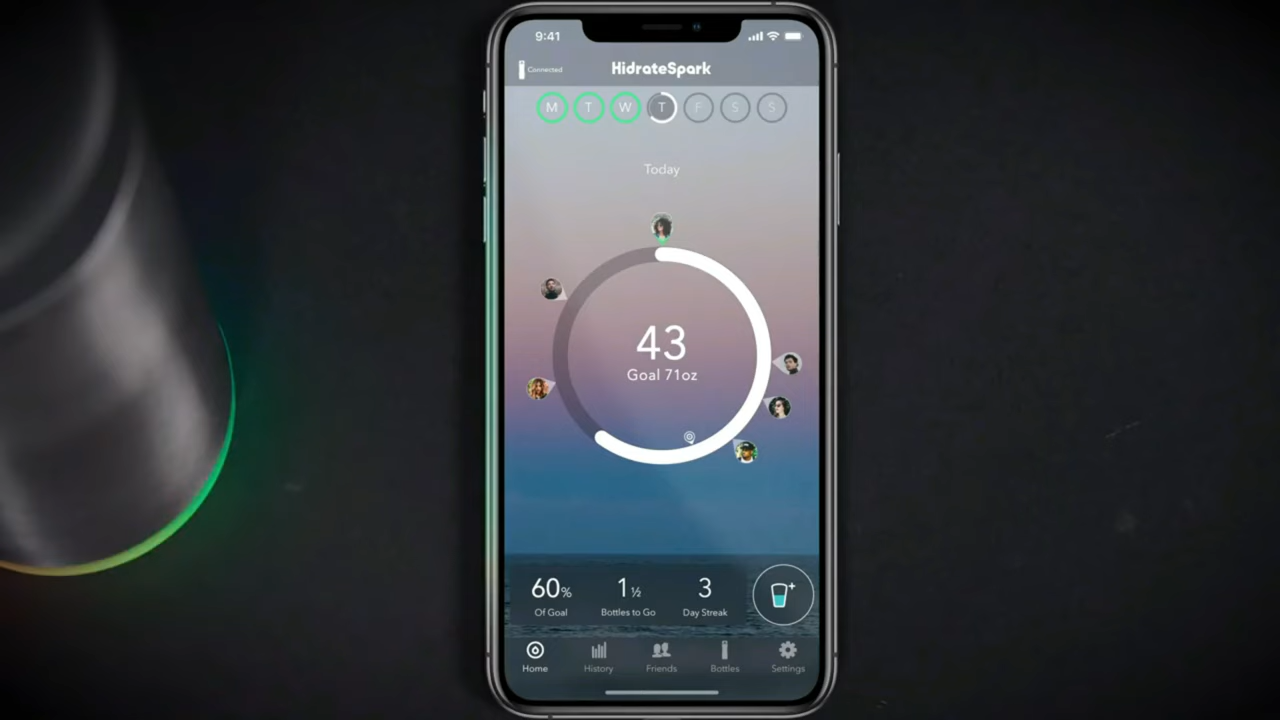 9:41
Connected
HidrateSpark
M T W T F S S
Today
43
Goal 71oz
60% 1½ 3
Of Goal Bottles to Go Day Streak
Home History Friends Bottles Settings